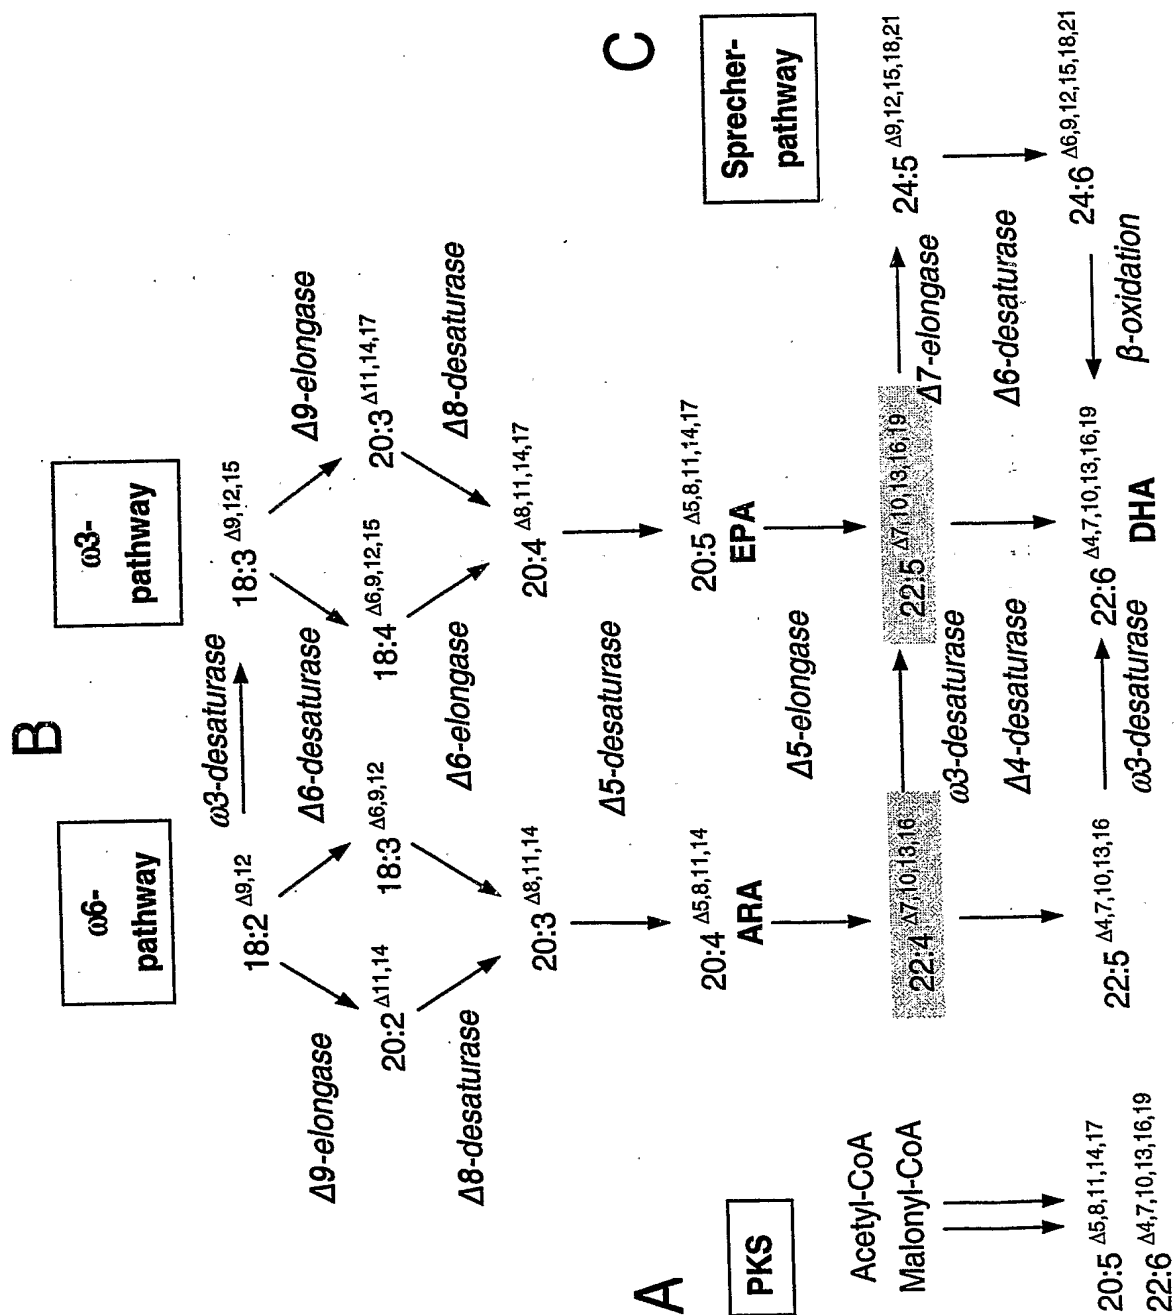 B
ω6-
pathway
ω3-
pathway
18:2 Δ9,12
ω3-desaturase
18:3 Δ9,12,15
Δ9-elongase
Δ6-desaturase
Δ9-elongase
20:2 Δ11,14
18:3 Δ6,9,12
18:4 Δ6,9,12,15
20:3 Δ11,14,17
Δ8-desaturase
Δ6-elongase
Δ8-desaturase
20:3 Δ8,11,14
20:4 Δ8,11,14,17
Δ5-desaturase
20:4 Δ5,8,11,14
ARA
20:5 Δ5,8,11,14,17
EPA
Δ5-elongase
A
PKS
Acetyl-CoA
Malonyl-CoA
20:5 Δ5,8,11,14,17
22:6 Δ4,7,10,13,16,19
22:4 Δ7,10,13,16
ω3-desaturase
22:5 Δ7,10,13,16,19
Δ4-desaturase
22:5 Δ4,7,10,13,16
ω3-desaturase
22:6 Δ4,7,10,13,16,19
DHA
C
Sprecher-
pathway
Δ7-elongase
24:5 Δ9,12,15,18,21
Δ6-desaturase
24:6 Δ6,9,12,15,18,21
β-oxidation